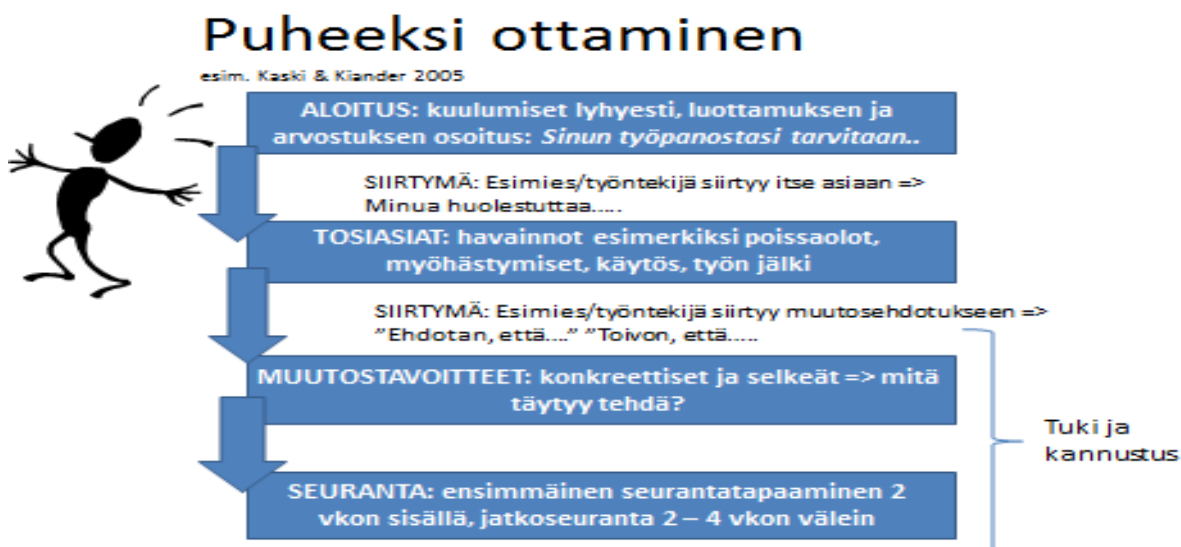 Puheeksi ottaminen
esim. Kaski & Kiander 2005
ALOITUS: kuulumiset lyhyesti, luottamuksen ja
arvostuksen osoitus: Sinun työpanostasi tarvitaan..
SIIRTYMÄ: Esimies/työntekijä siirtyy itse asiaan =>
Minua huolestuttaa.....
TOSIASIAT: havainnot esimerkiksi poissaolot,
myöhästymiset, käytös, työn jälki
SIIRTYMÄ: Esimies/työntekijä siirtyy muutosehdotukseen =>
”Ehdotan, että....” ”Toivon, että.....
MUUTOSTAVOITTEET: konkreettiset ja selkeät => mitä
täytyy tehdä?
Tuki ja
kannustus
SEURANTA: ensimmäinen seurantatapaaminen 2
vkon sisällä, jatkoseuranta 2 – 4 vkon välein